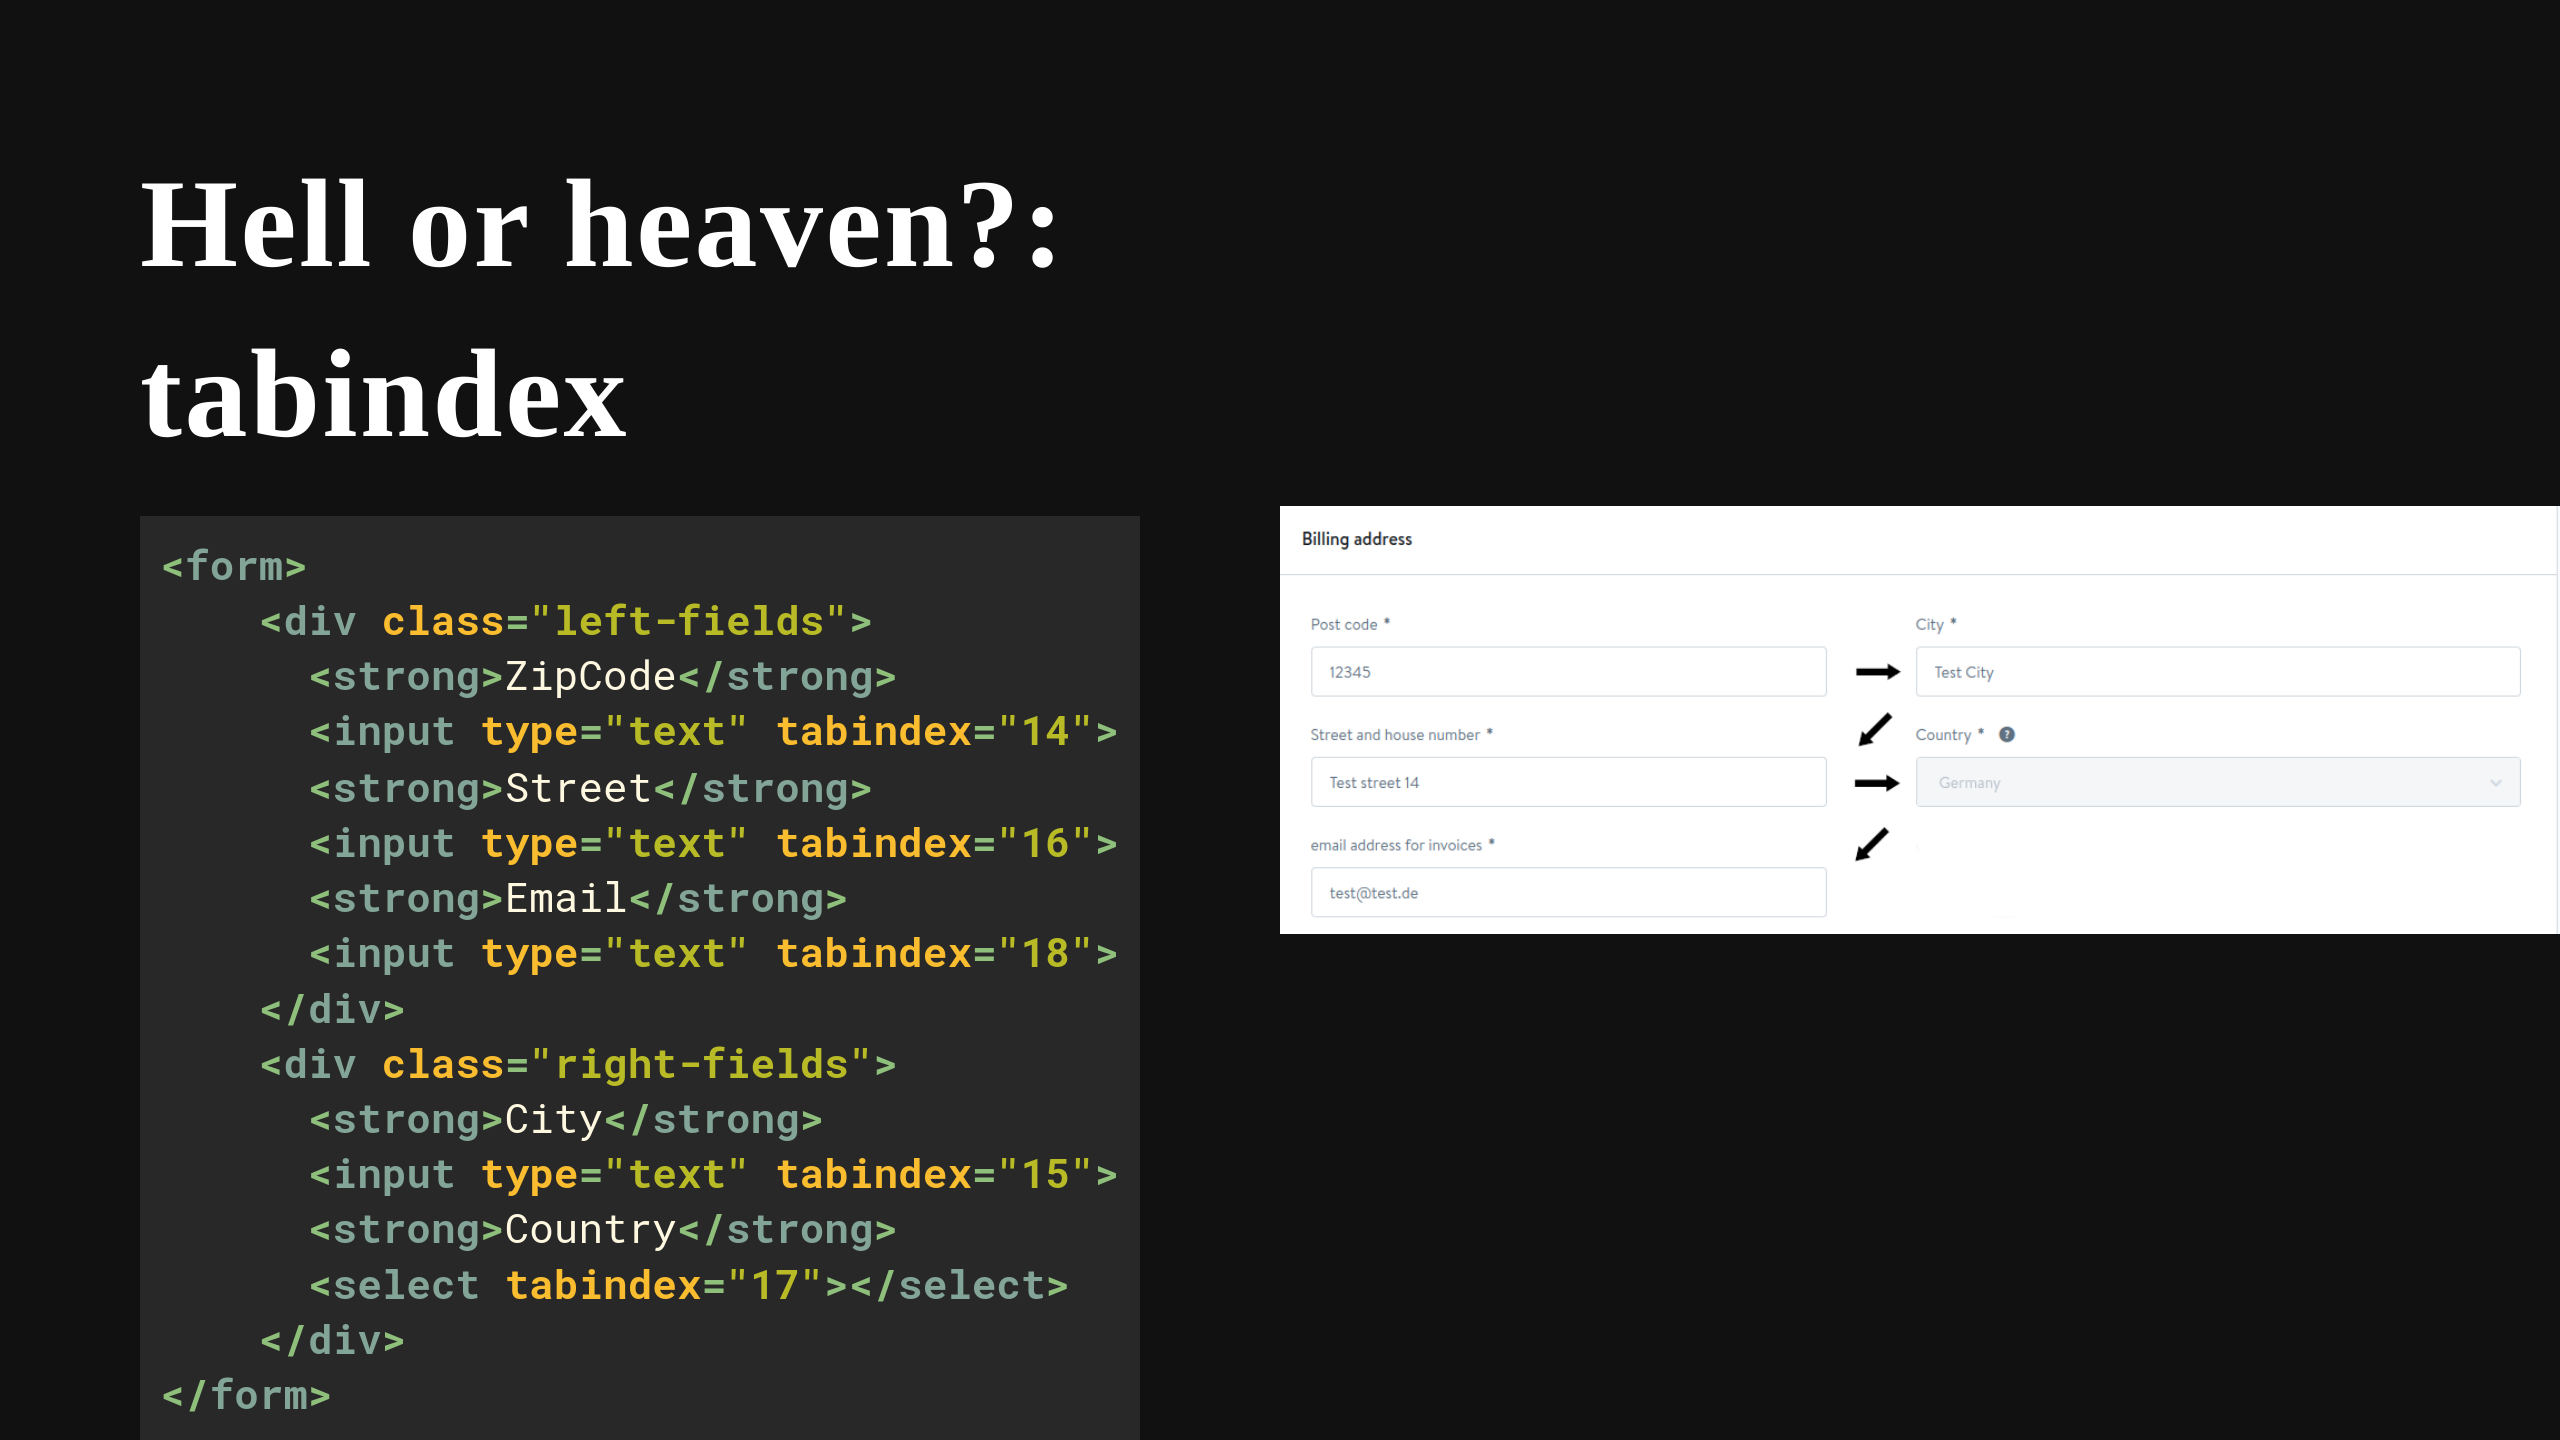 Hell or heaven?:
tabindex
<form>
    <div class="left-fields">
      <strong>ZipCode</strong>
      <input type="text" tabindex="14">
      <strong>Street</strong>
      <input type="text" tabindex="16">
      <strong>Email</strong>
      <input type="text" tabindex="18">
    </div>
    <div class="right-fields">
      <strong>City</strong>
      <input type="text" tabindex="15">
      <strong>Country</strong>
      <select tabindex="17"></select>
    </div>
</form>
Billing address
Post code * City *
12345 Test City
Street and house number * Country * ?
Test street 14 Germany
email address for invoices *
test@test.de